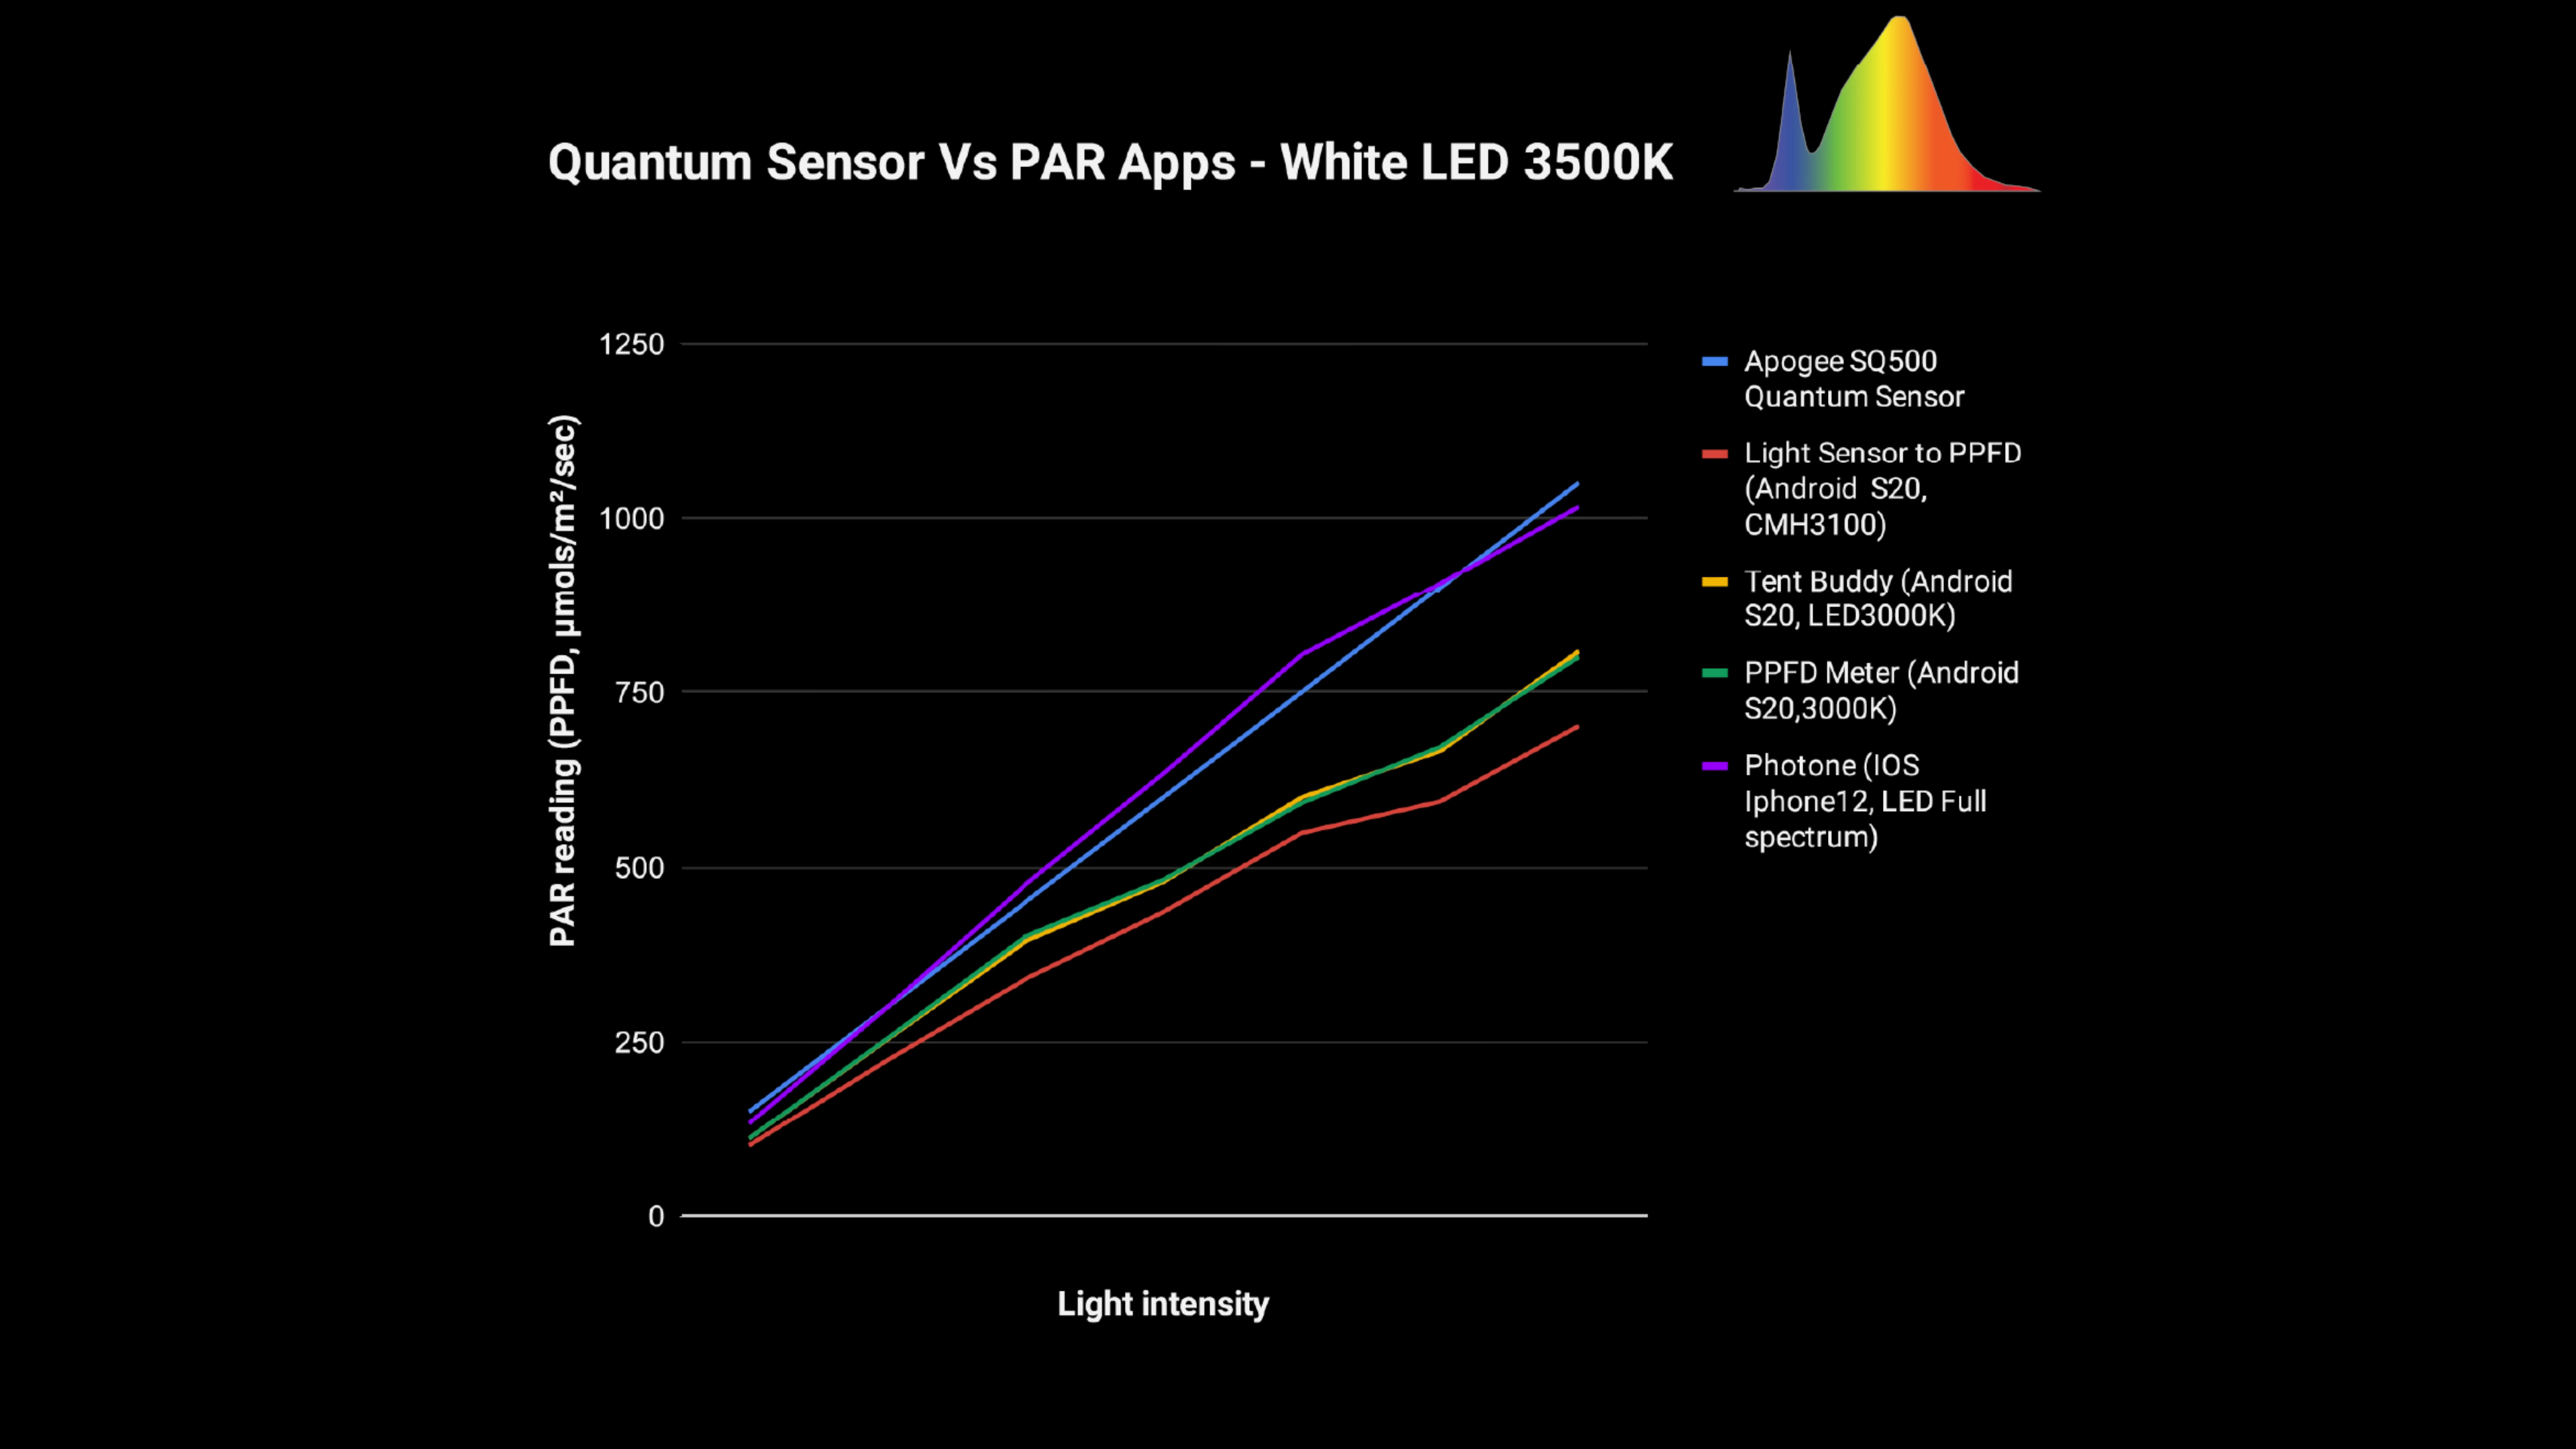 Quantum Sensor Vs PAR Apps - White LED 3500K
PAR reading (PPFD, μmols/m²/sec)
1250
1000
750
500
250
0
Light intensity
Apogee SQ500
Quantum Sensor
Light Sensor to PPFD
(Android S20,
CMH3100)
Tent Buddy (Android
S20, LED3000K)
PPFD Meter (Android
S20,3000K)
Photone (IOS
Iphone12, LED Full
spectrum)